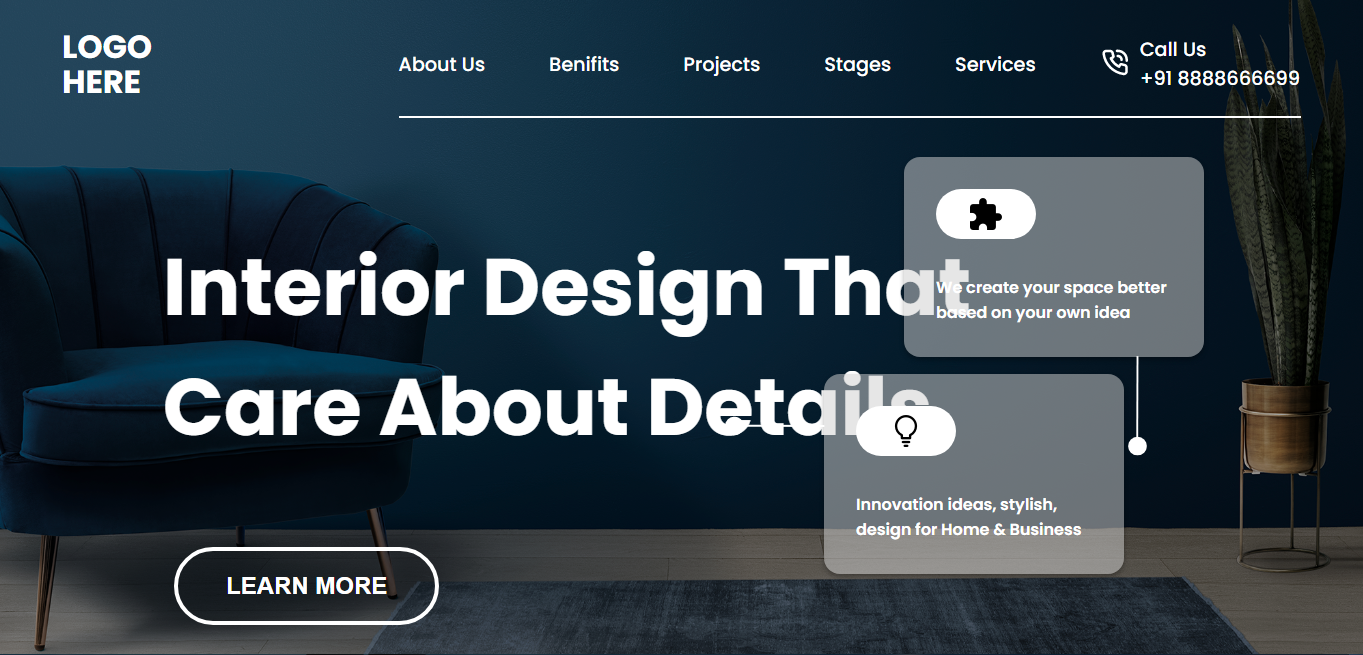 LOGO
HERE
About Us
Benifits
Projects
Stages
Services
Call Us
+91 8888666699
Interior Design That
Care About Details
We create your space better
based on your own idea
Innovation ideas, stylish,
design for Home & Business
LEARN MORE